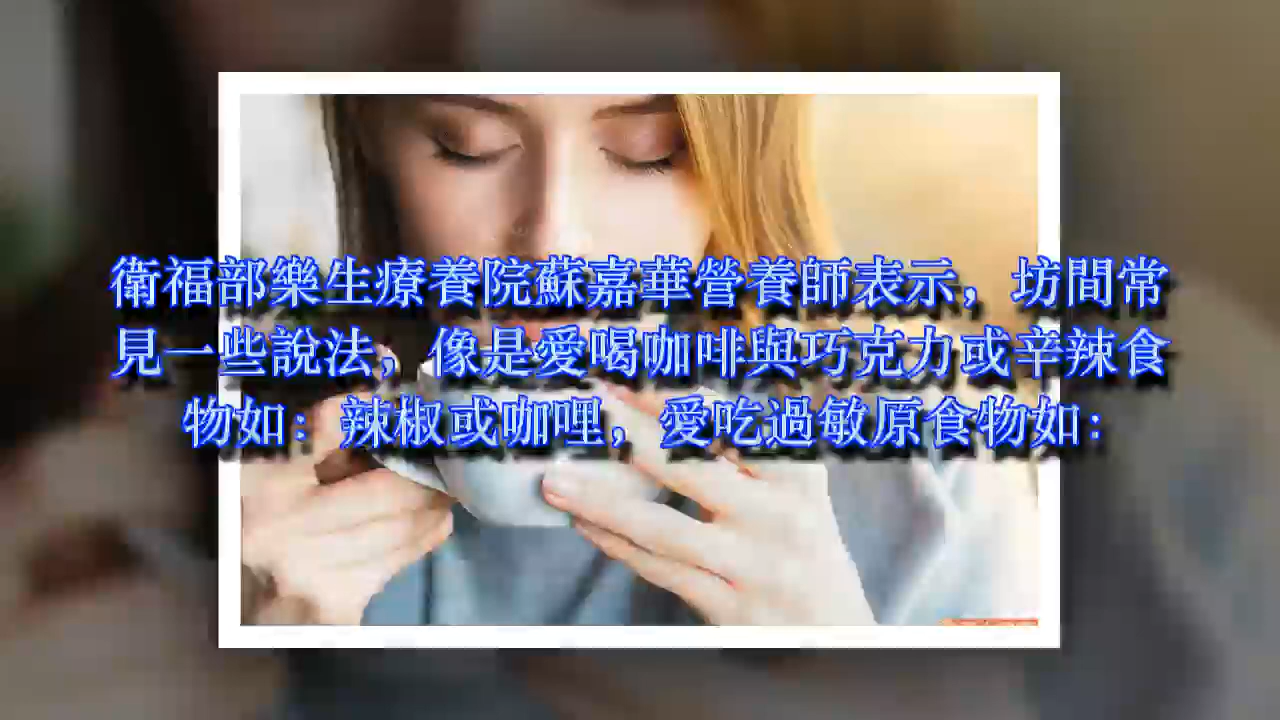 衛福部樂生療養院蘇嘉華營養師表示，坊間常
見一些說法，像是愛喝咖啡與巧克力或辛辣食
物如：辣椒或咖哩，愛吃過敏原食物如：